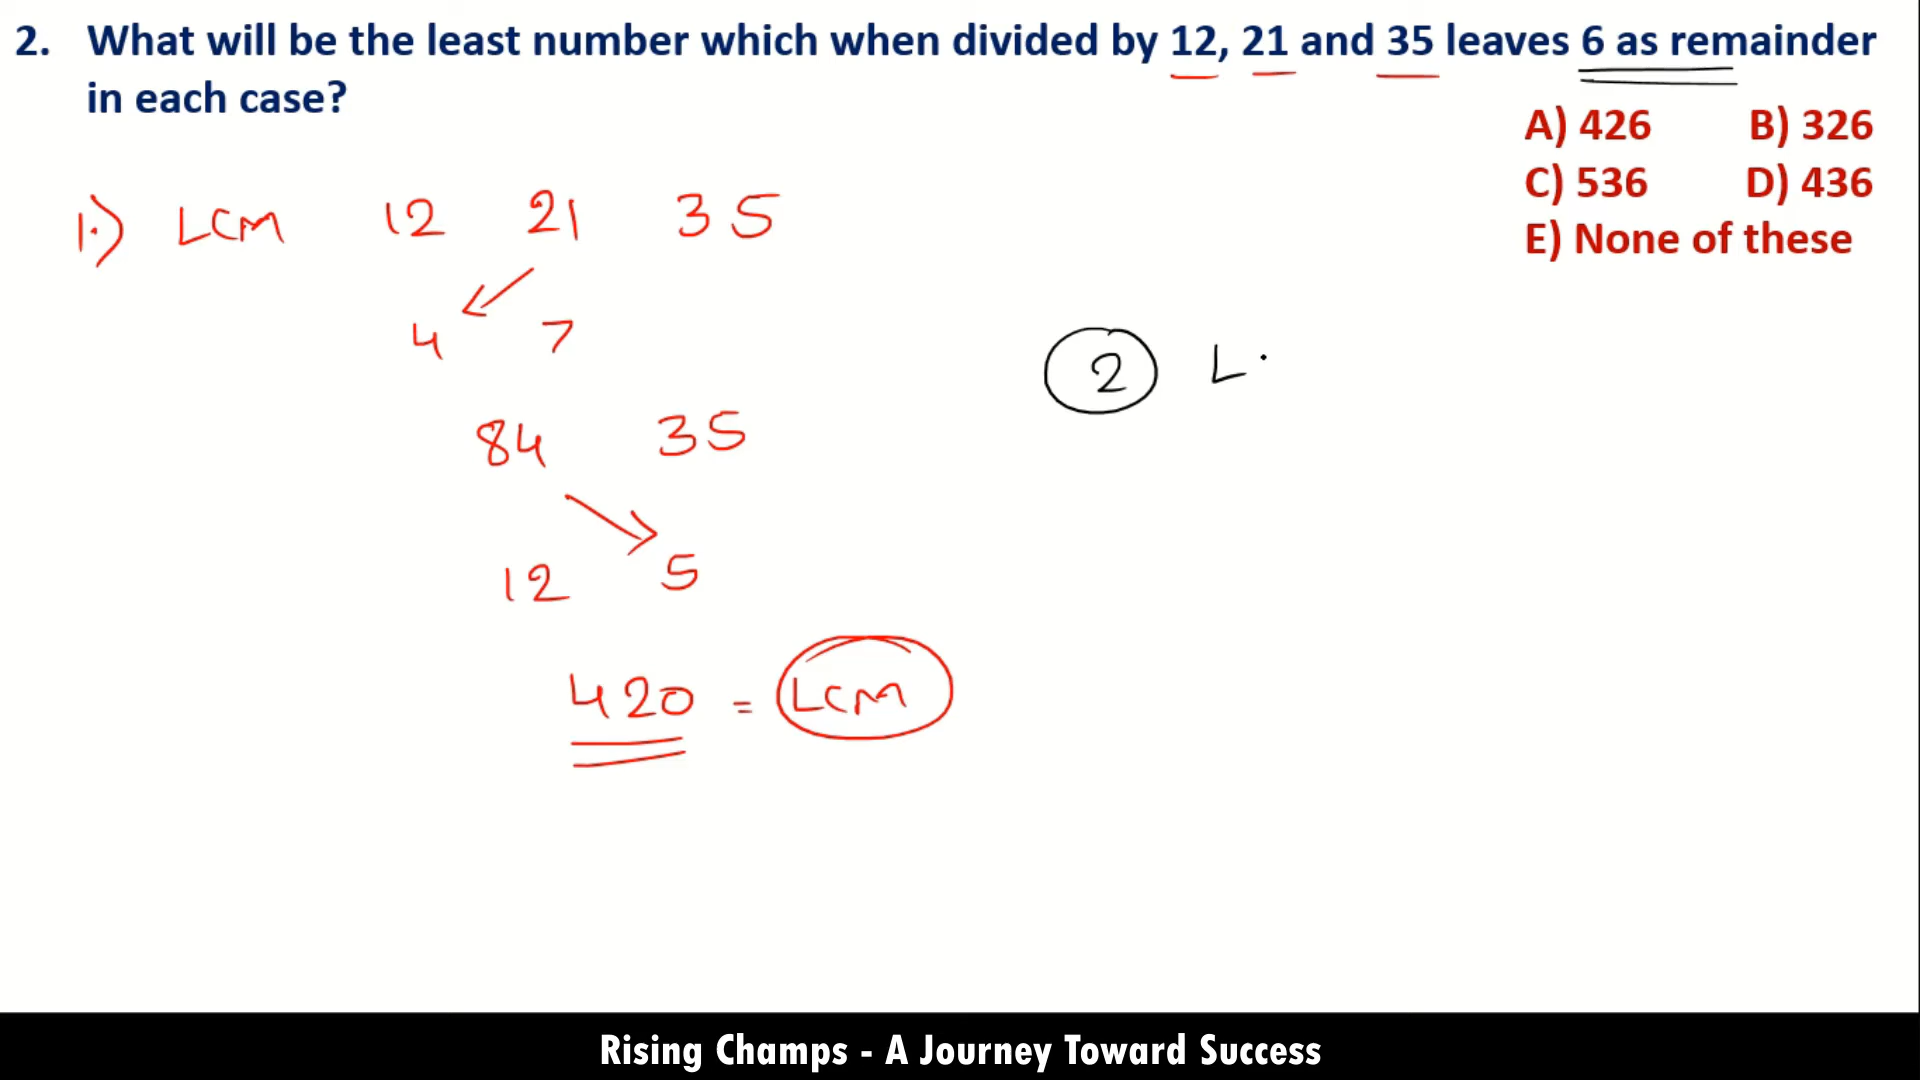 2. What will be the least number which when divided by 12, 21 and 35 leaves 6 as remainder
in each case?
A) 426 B) 326
C) 536 D) 436
E) None of these
1.) LCM 12 21 35
4 7
84 35
12 5
420 = LCM
2 L
Rising Champs - A Journey Toward Success